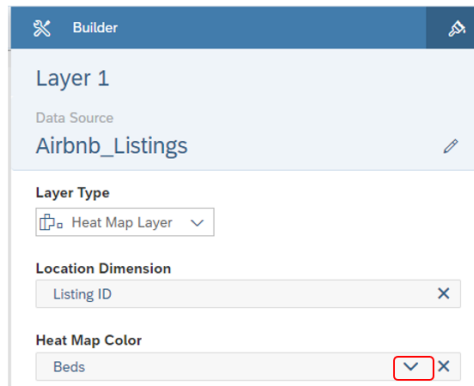 Builder
Layer 1
Data Source
Airbnb_Listings
Layer Type
Heat Map Layer
Location Dimension
Listing ID
Heat Map Color
Beds